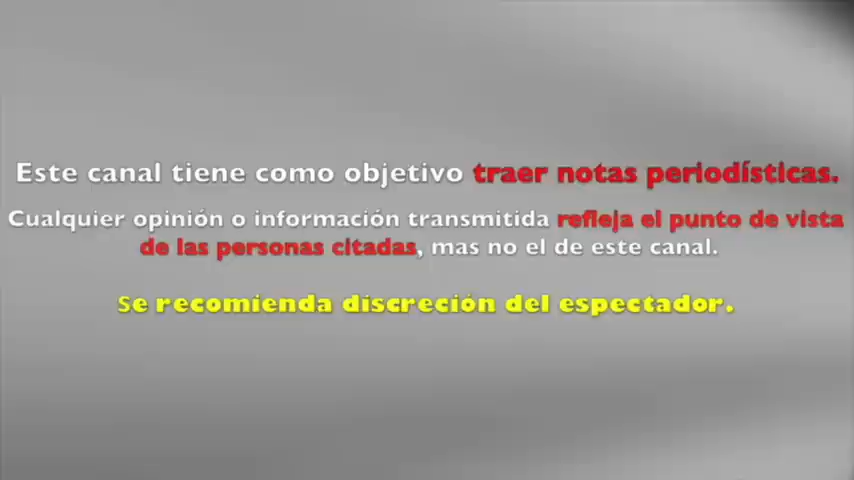 Este canal tiene como objetivo traer notas periodísticas.
Cualquier opinión o información transmitida refleja el punto de vista
de las personas citadas, mas no el de este canal.
Se recomienda discreción del espectador.